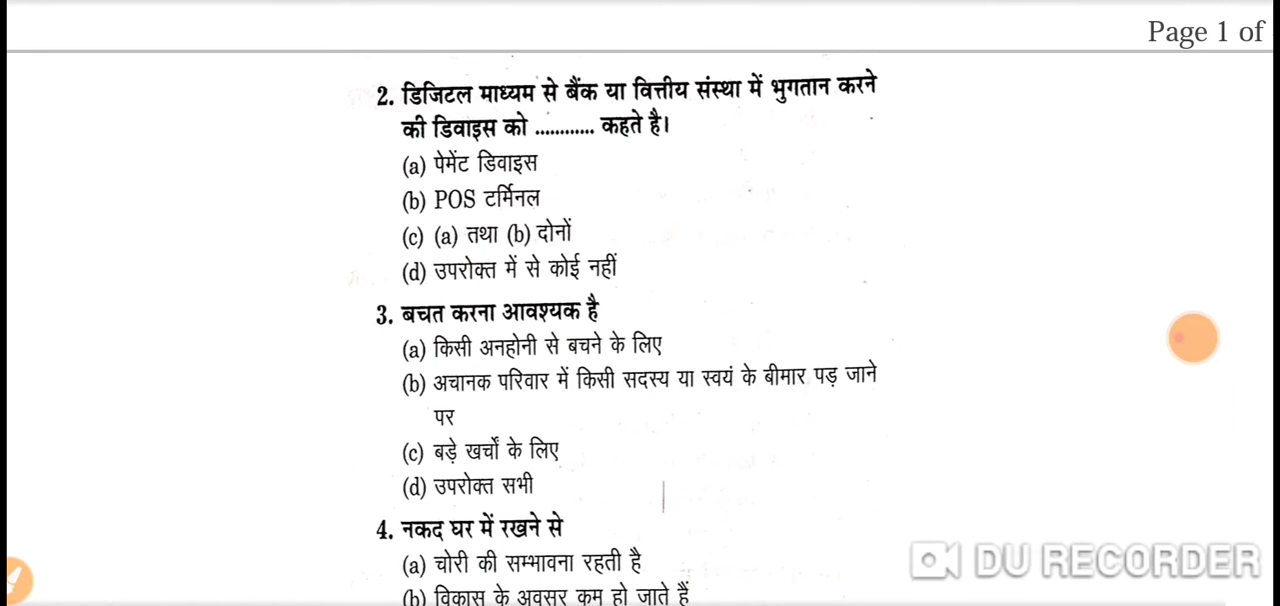 Page 1 of
2. डिजिटल माध्यम से बैंक या वित्तीय संस्था में भुगतान करने
की डिवाइस को ............ कहते है।
(a) पेमेंट डिवाइस
(b) POS टर्मिनल
(c) (a) तथा (b) दोनों
(d) उपरोक्त में से कोई नहीं
3. बचत करना आवश्यक है
(a) किसी अनहोनी से बचने के लिए
(b) अचानक परिवार में किसी सदस्य या स्वयं के बीमार पड़ जाने
पर
(c) बड़े खर्चों के लिए
(d) उपरोक्त सभी
4. नकद घर में रखने से
(a) चोरी की सम्भावना रहती है
(b) विकास के अवसर कम हो जाते हैं
DU RECORDER